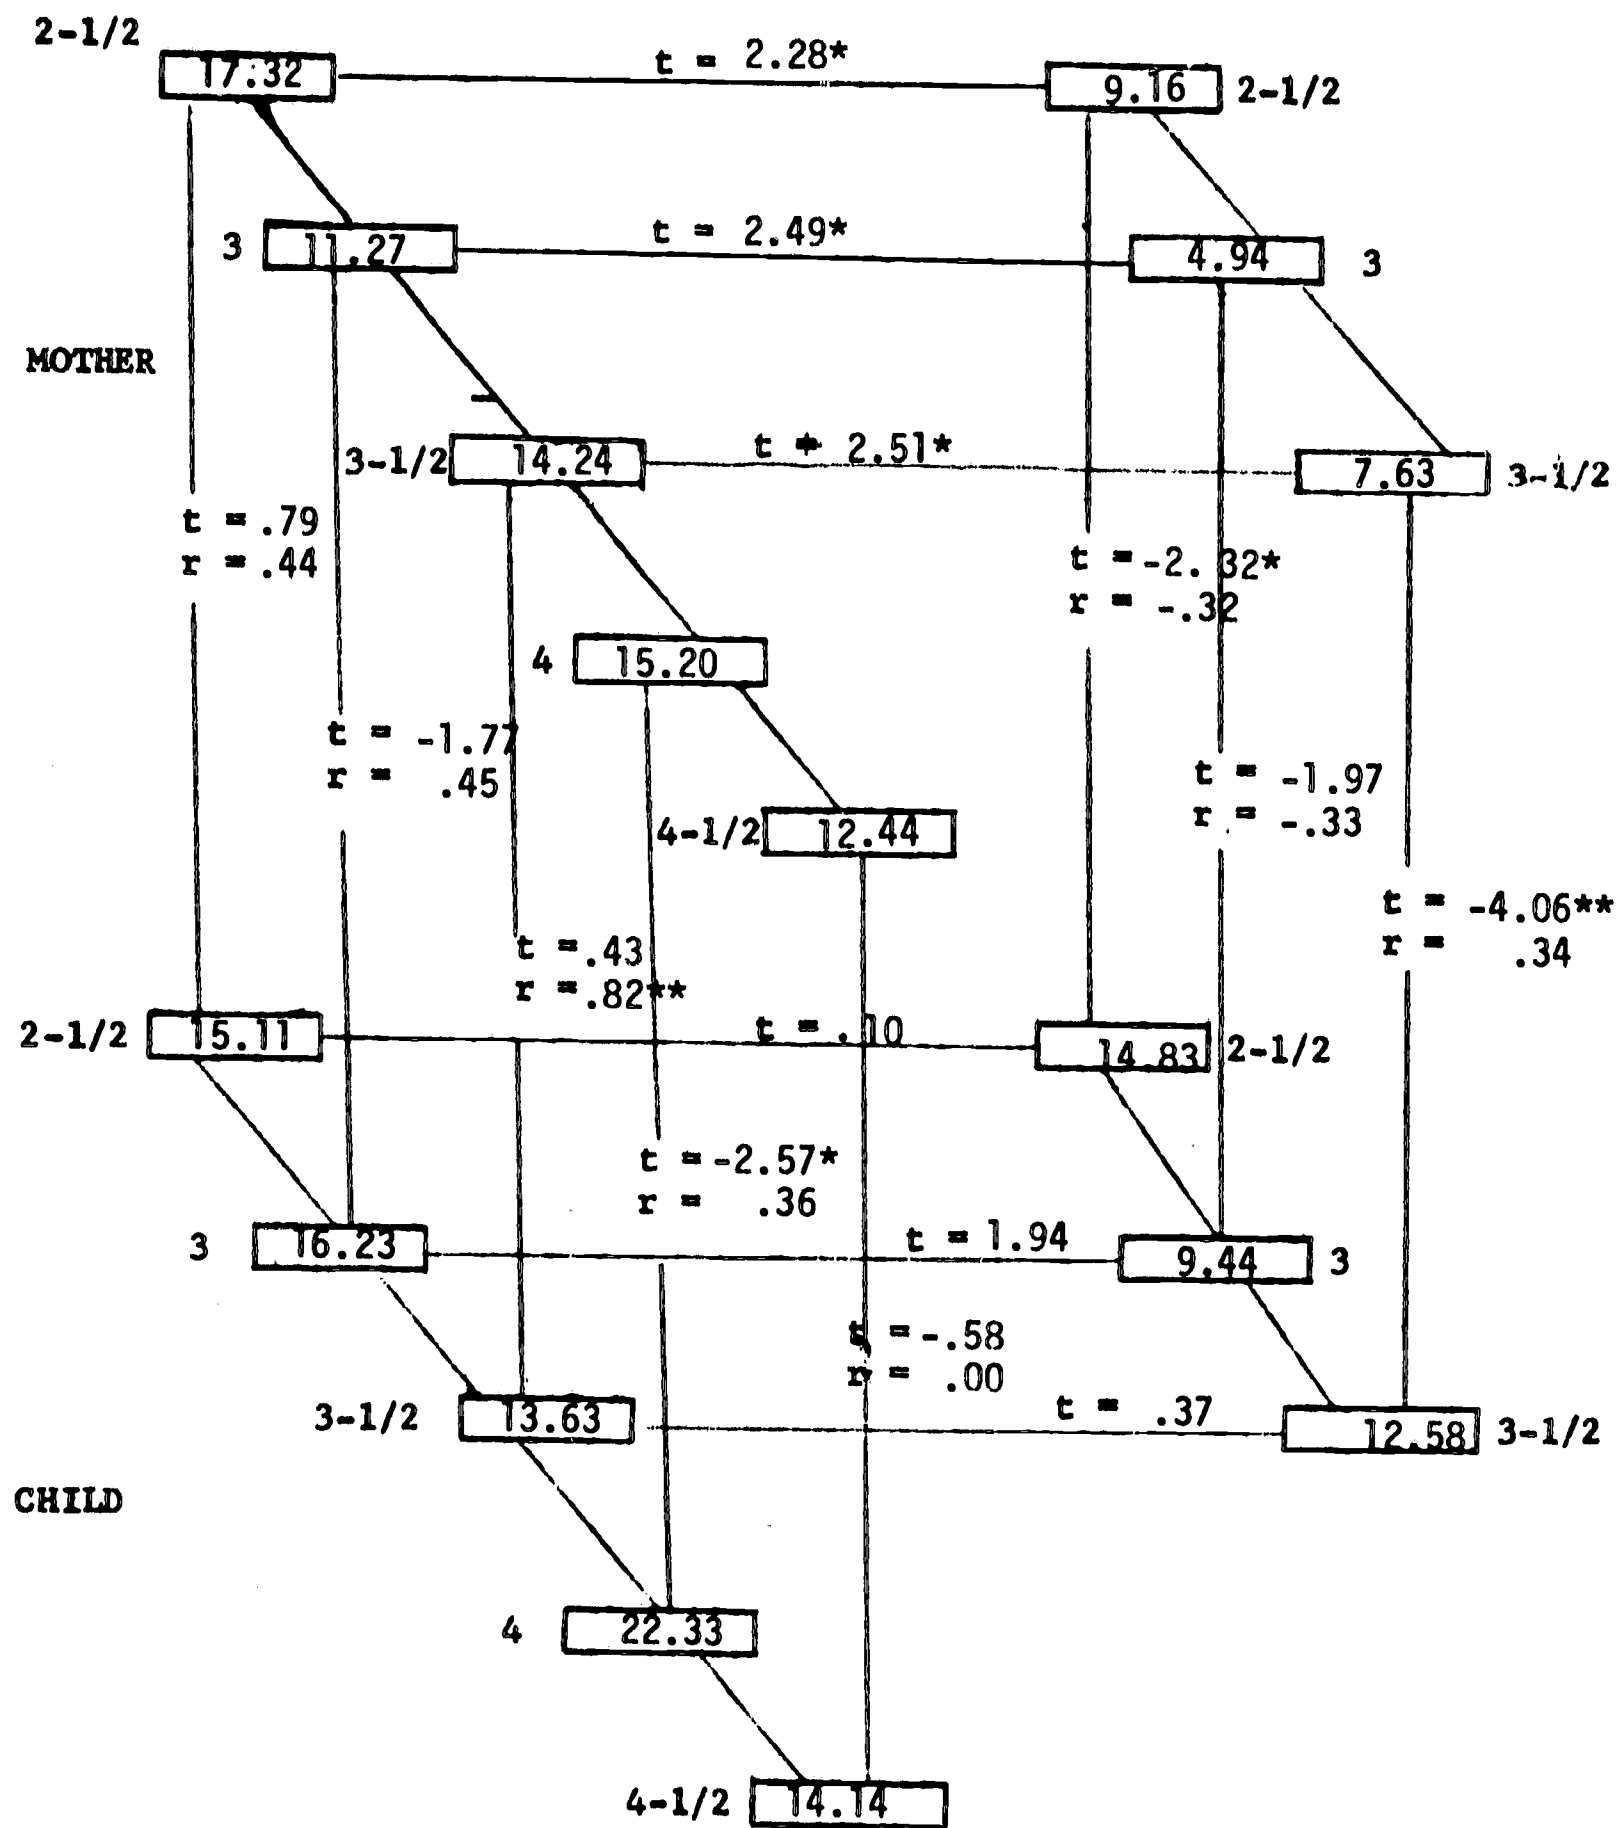 2-1/2
17.32 t = 2.28* 9.16 2-1/2
3 11.27 t = 2.49* 4.94 3
MOTHER
3-1/2 14.24 t = 2.51* 7.63 3-1/2
t = .79
r = .44
t = -2.32*
r = -.32
4 15.20
t = -1.77
r = .45
t = -1.97
r = -.33
4-1/2 12.44
t = -4.06**
r = .34
t = .43
r = .82**
2-1/2 15.11 t = .10 14.83 2-1/2
t = -2.57*
r = .36
3 16.23 t = 1.94 9.44 3
t = -.58
r = .00
3-1/2 13.63 t = .37 12.58 3-1/2
CHILD
4 22.33
4-1/2 14.14